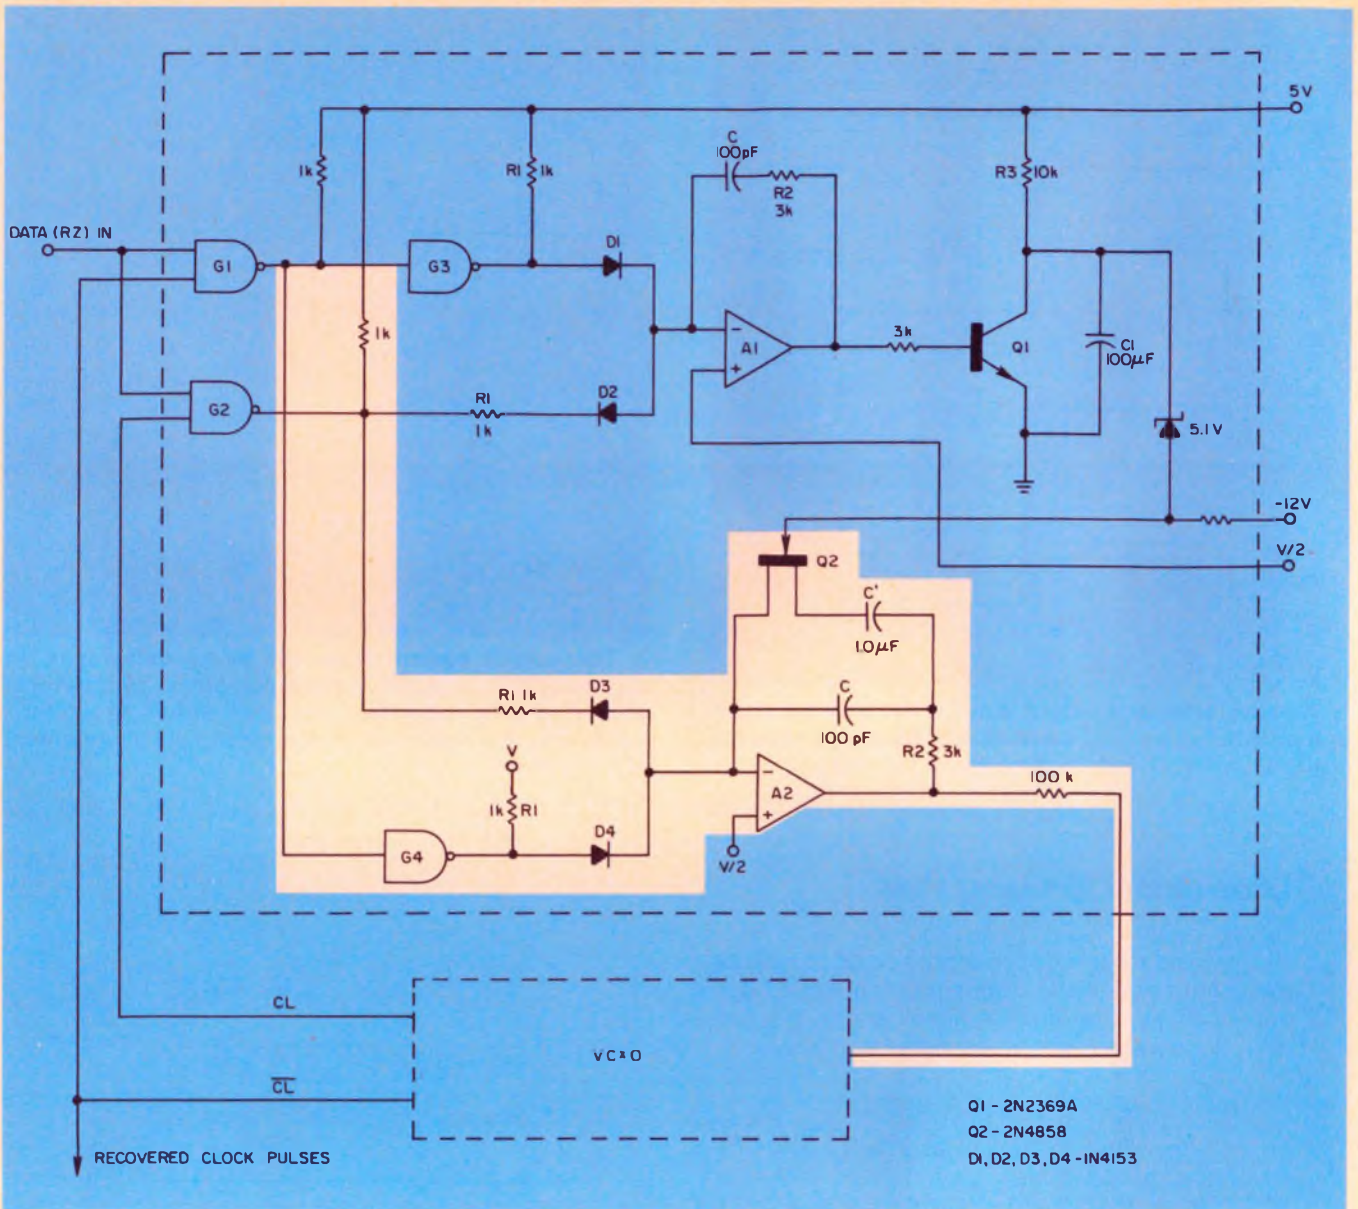 5V
C
100pF
1k
R1 1k
R2
3k
R3 10k
DATA (RZ) IN
G1
G3
D1
1k
A1
3k
Q1
C1
100μF
G2
R1
1k
D2
5.1V
-12V
V/2
Q2
C'
1.0μF
R1 1k
D3
C
100 pF
R2 3k
V
1k R1
A2
100 k
G4
D4
V/2
CL
VCXO
CL
RECOVERED CLOCK PULSES
Q1 - 2N2369A
Q2 - 2N4858
D1, D2, D3, D4 - 1N4153